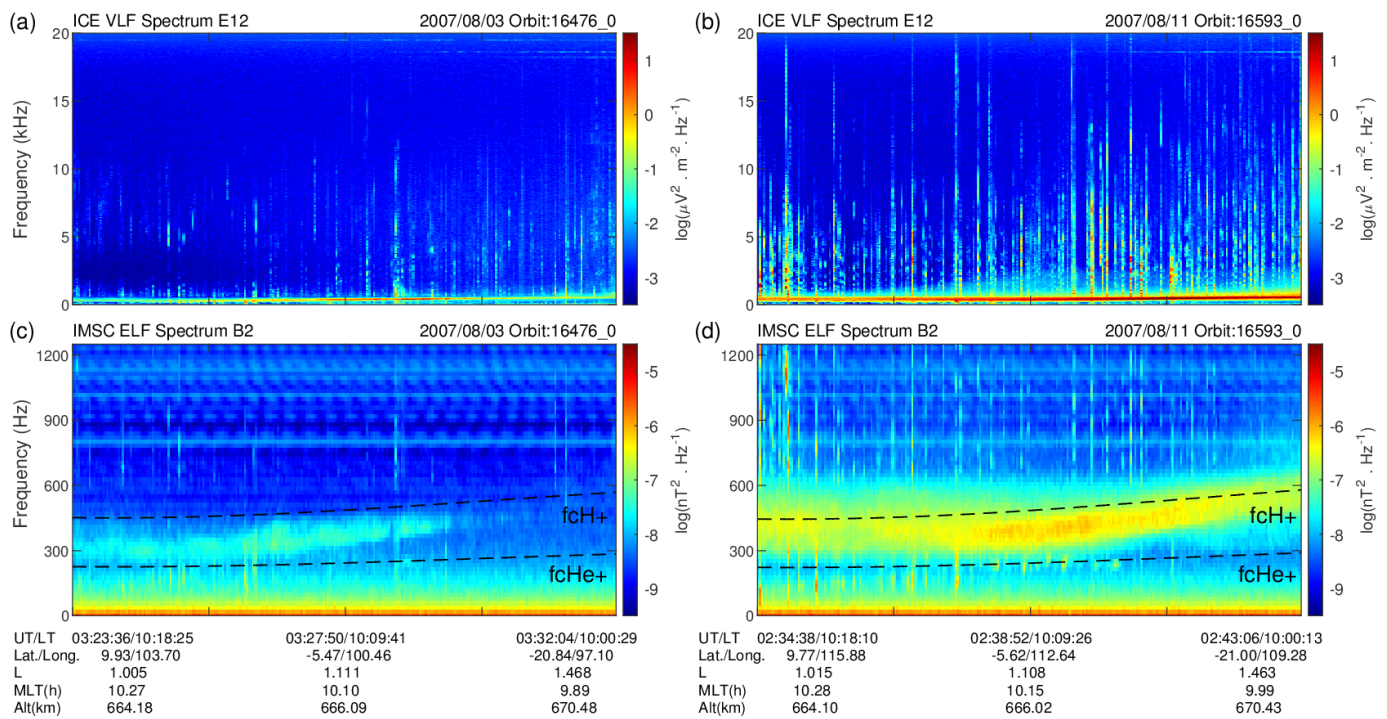 (a) ICE VLF Spectrum E12 2007/08/03 Orbit:16476_0
20
15
10
5
0
Frequency (kHz)
1
0
-1
-2
-3
log(μV² . m⁻² . Hz⁻¹)
(b) ICE VLF Spectrum E12 2007/08/11 Orbit:16593_0
20
15
10
5
0
1
0
-1
-2
-3
log(μV² . m⁻² . Hz⁻¹)
(c) IMSC ELF Spectrum B2 2007/08/03 Orbit:16476_0
1200
900
600
300
0
Frequency (Hz)
fcH+
fcHe+
-5
-6
-7
-8
-9
log(nT² . Hz⁻¹)
(d) IMSC ELF Spectrum B2 2007/08/11 Orbit:16593_0
1200
900
600
300
0
fcH+
fcHe+
-5
-6
-7
-8
-9
log(nT² . Hz⁻¹)
UT/LT 03:23:36/10:18:25 03:27:50/10:09:41 03:32:04/10:00:29
Lat./Long. 9.93/103.70 -5.47/100.46 -20.84/97.10
L 1.005 1.111 1.468
MLT(h) 10.27 10.10 9.89
Alt(km) 664.18 666.09 670.48
UT/LT 02:34:38/10:18:10 02:38:52/10:09:26 02:43:06/10:00:13
Lat./Long. 9.77/115.88 -5.62/112.64 -21.00/109.28
L 1.015 1.108 1.463
MLT(h) 10.28 10.15 9.99
Alt(km) 664.10 666.02 670.43